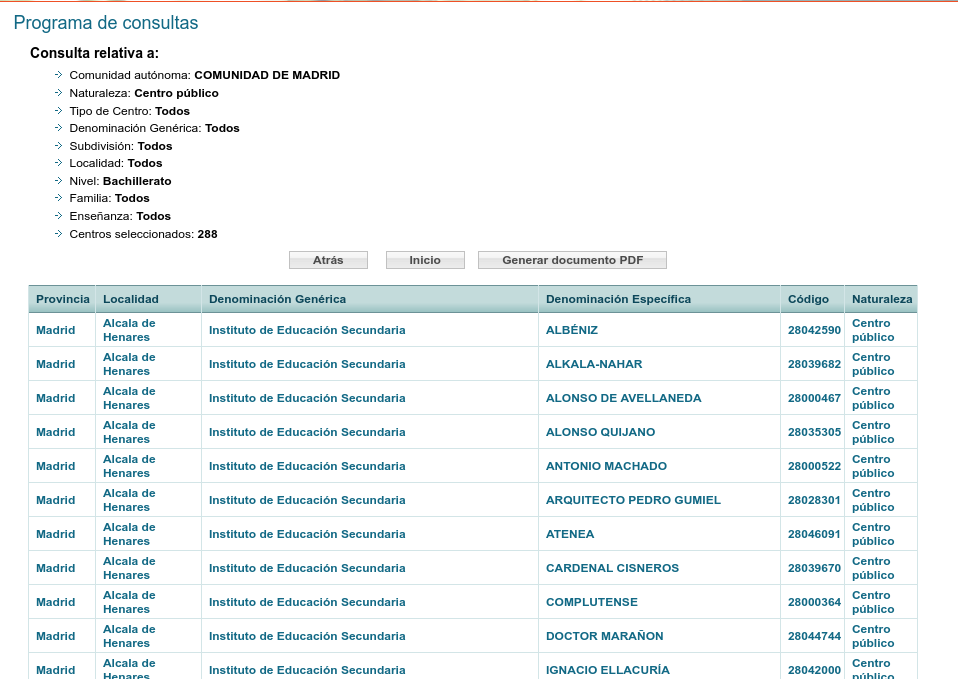 Programa de consultas
Consulta relativa a:
Comunidad autónoma: COMUNIDAD DE MADRID
Naturaleza: Centro público
Tipo de Centro: Todos
Denominación Genérica: Todos
Subdivisión: Todos
Localidad: Todos
Nivel: Bachillerato
Familia: Todos
Enseñanza: Todos
Centros seleccionados: 288
Atrás Inicio Generar documento PDF
Provincia Localidad Denominación Genérica Denominación Específica Código Naturaleza
Madrid Alcala de Henares Instituto de Educación Secundaria ALBÉNIZ 28042590 Centro público
Madrid Alcala de Henares Instituto de Educación Secundaria ALKALA-NAHAR 28039682 Centro público
Madrid Alcala de Henares Instituto de Educación Secundaria ALONSO DE AVELLANEDA 28000467 Centro público
Madrid Alcala de Henares Instituto de Educación Secundaria ALONSO QUIJANO 28035305 Centro público
Madrid Alcala de Henares Instituto de Educación Secundaria ANTONIO MACHADO 28000522 Centro público
Madrid Alcala de Henares Instituto de Educación Secundaria ARQUITECTO PEDRO GUMIEL 28028301 Centro público
Madrid Alcala de Henares Instituto de Educación Secundaria ATENEA 28046091 Centro público
Madrid Alcala de Henares Instituto de Educación Secundaria CARDENAL CISNEROS 28039670 Centro público
Madrid Alcala de Henares Instituto de Educación Secundaria COMPLUTENSE 28000364 Centro público
Madrid Alcala de Henares Instituto de Educación Secundaria DOCTOR MARAÑON 28044744 Centro público
Madrid Alcala de Henares Instituto de Educación Secundaria IGNACIO ELLACURÍA 28042000 Centro público